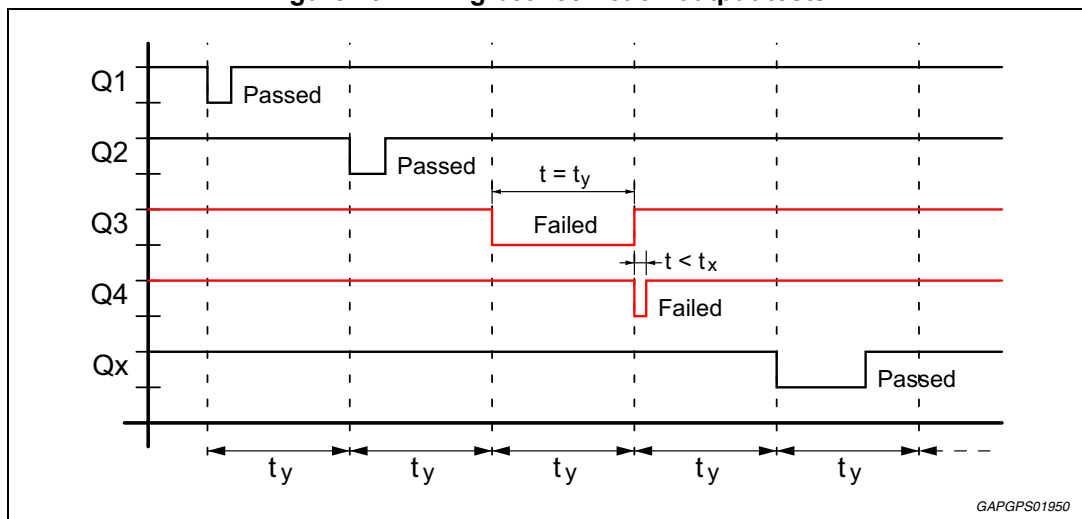 Q1
Passed
Q2
Passed
t = ty
Q3
Failed
t < tx
Q4
Failed
Qx
Passed
ty ty ty ty ty
GAPGPS01950